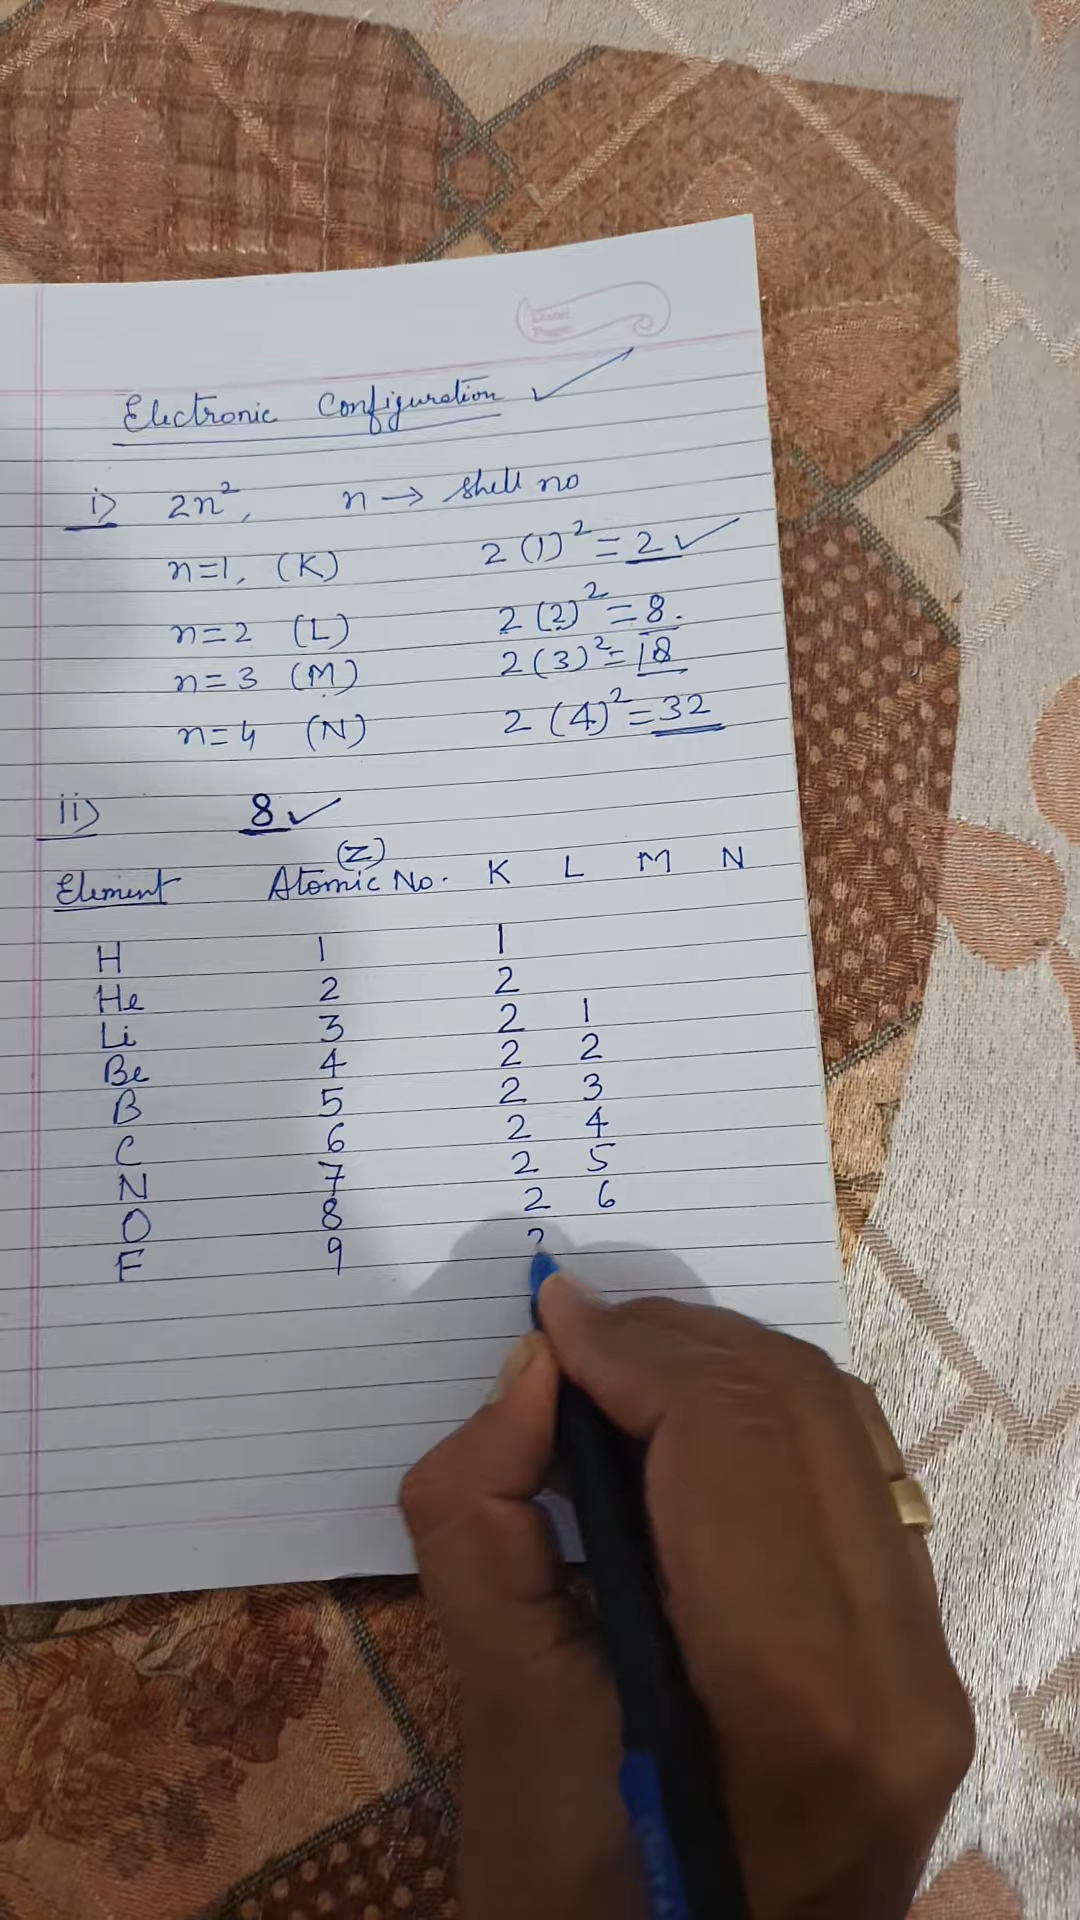 Electronic Configuration ✓
i) 2n², n → shell no
n=1, (K) 2 (1)² = 2 ✓
n=2 (L) 2 (2)² = 8.
n=3 (M) 2 (3)² = 18
n=4 (N) 2 (4)² = 32
ii) 8 ✓
(Z)
Element Atomic No. K L M N
H 1 1
He 2 2
Li 3 2 1
Be 4 2 2
B 5 2 3
C 6 2 4
N 7 2 5
O 8 2 6
F 9 2